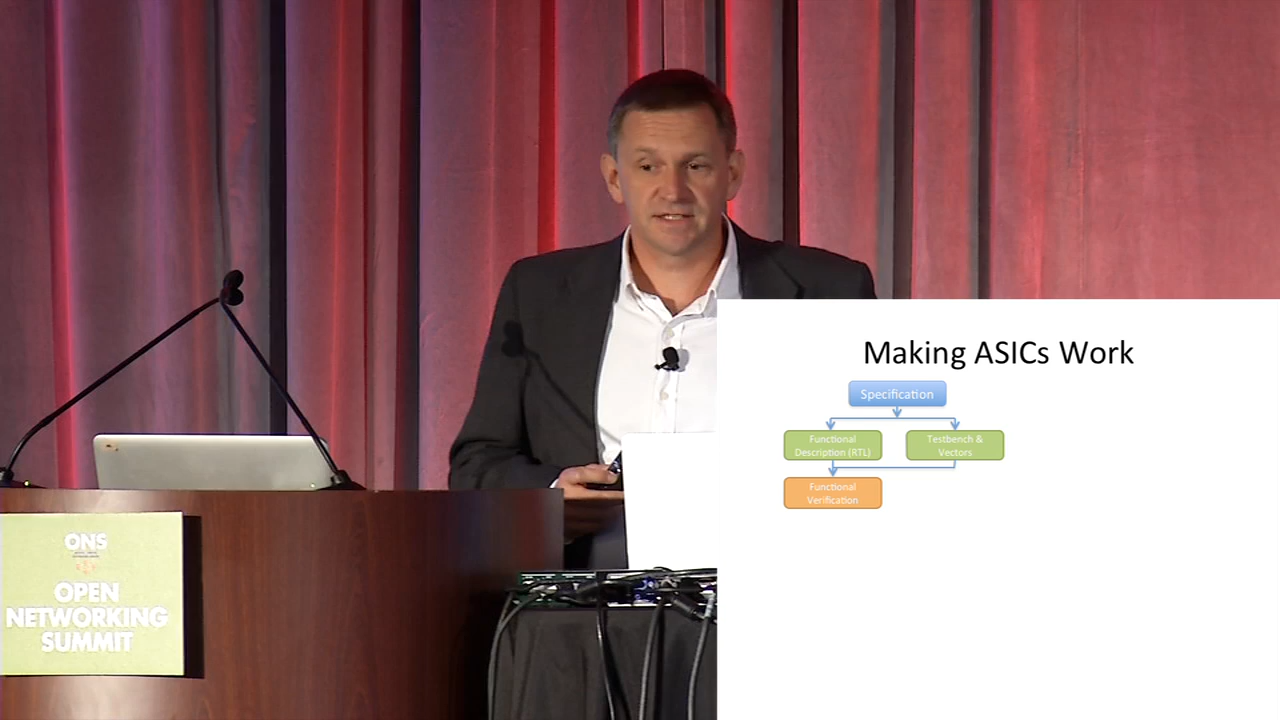 Making ASICs Work
Specification
Functional
Description (RTL)
Testbench &
Vectors
Functional
Verification
ONS
OPEN
NETWORKING
SUMMIT